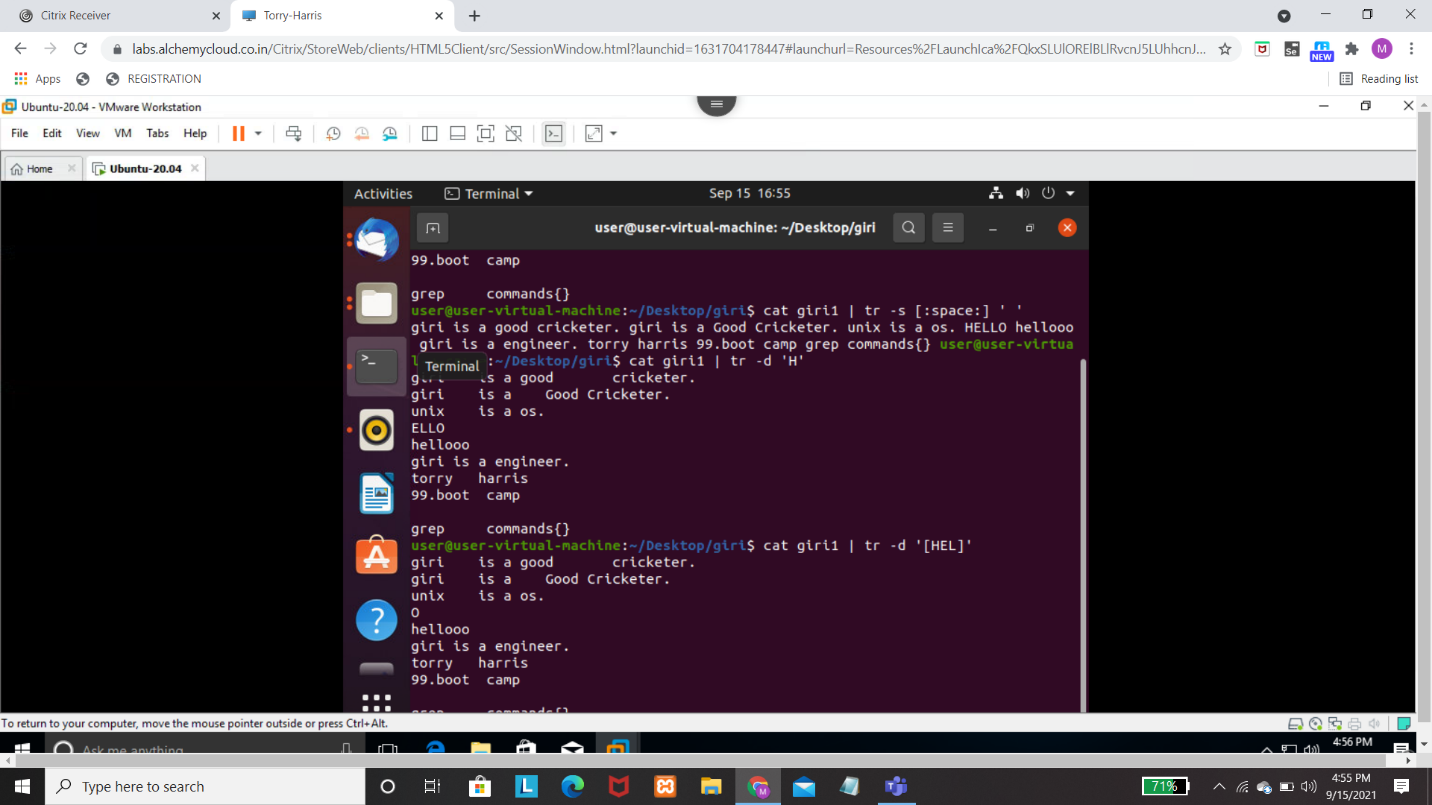 Citrix Receiver
Torry-Harris
labs.alchemycloud.co.in/Citrix/StoreWeb/clients/HTML5Client/src/SessionWindow.html?launchid=1631704178447#launchurl=Resources%2FLaunchIca%2FQkxSLUlORElBLlRvcnJ5LUhhcnJ...
Se
NEW
M
Apps
REGISTRATION
Reading list
Ubuntu-20.04 - VMware Workstation
File Edit View VM Tabs Help
Home
Ubuntu-20.04
Activities
Terminal
Sep 15 16:55
user@user-virtual-machine: ~/Desktop/giri
99.boot  camp
grep     commands{}
user@user-virtual-machine:~/Desktop/giri$ cat giri1 | tr -s [:space:] ' '
giri is a good cricketer. giri is a Good Cricketer. unix is a os. HELLO hellooo
 giri is a engineer. torry harris 99.boot camp grep commands{} user@user-virtua
l :~/Desktop/giri$ cat giri1 | tr -d 'H'
Terminal
giri    is a good       cricketer.
giri    is a    Good Cricketer.
unix    is a os.
ELLO
hellooo
giri is a engineer.
torry   harris
99.boot  camp
grep     commands{}
user@user-virtual-machine:~/Desktop/giri$ cat giri1 | tr -d '[HEL]'
giri    is a good       cricketer.
giri    is a    Good Cricketer.
unix    is a os.
O
hellooo
giri is a engineer.
torry   harris
99.boot  camp
grep     commands{}
To return to your computer, move the mouse pointer outside or press Ctrl+Alt.
Ask me anything
4:56 PM
Type here to search
71%
4:55 PM
9/15/2021